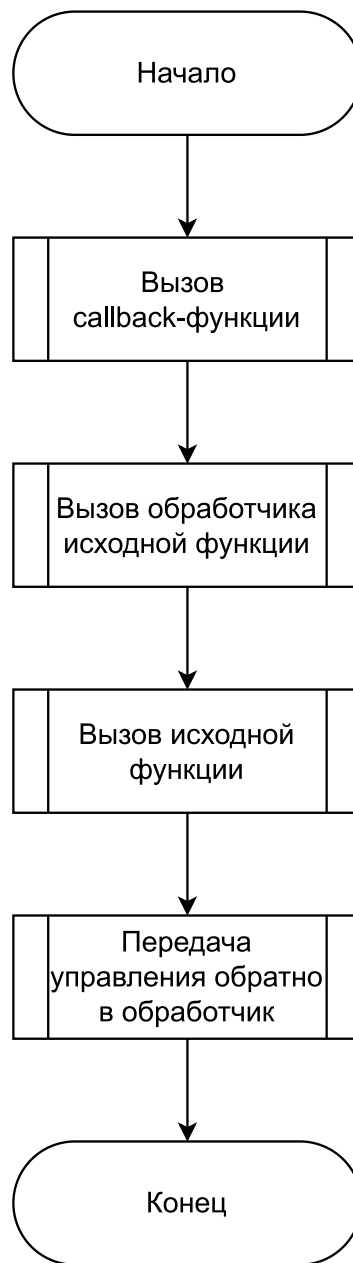 Начало
Вызов
callback-функции
Вызов обработчика
исходной функции
Вызов исходной
функции
Передача
управления обратно
в обработчик
Конец